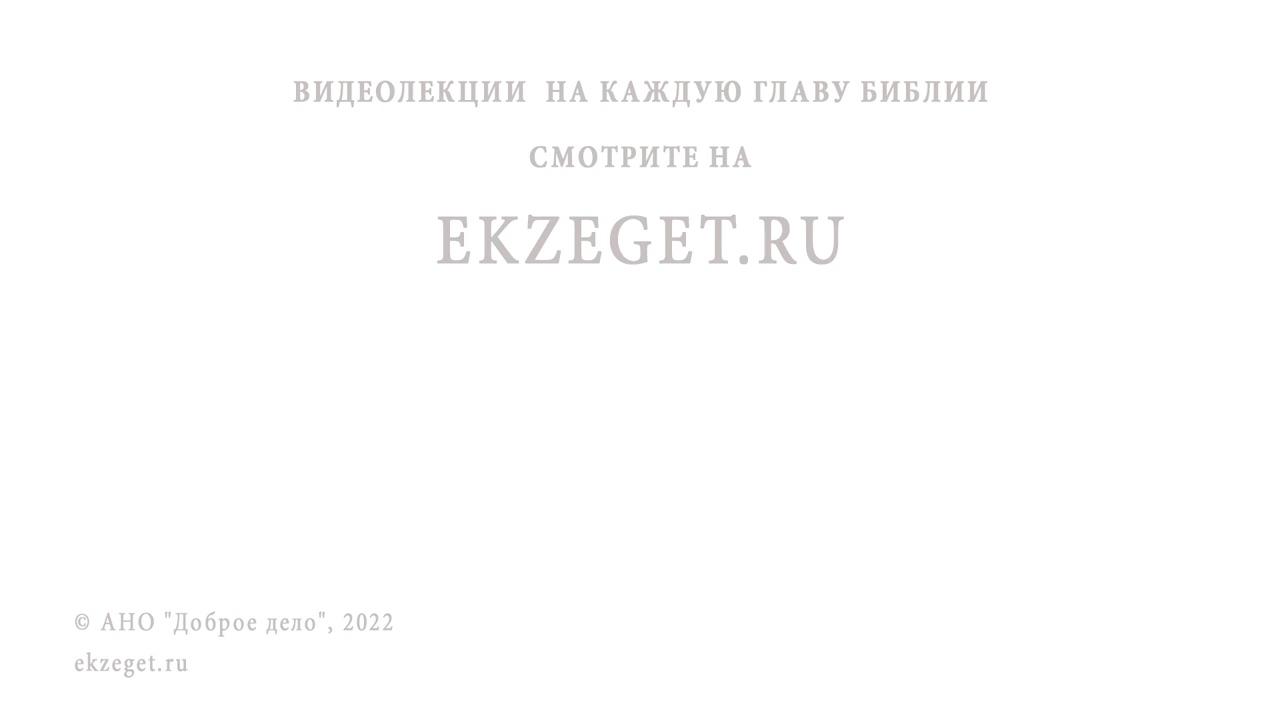 ВИДЕОЛЕКЦИИ НА КАЖДУЮ ГЛАВУ БИБЛИИ
СМОТРИТЕ НА
EKZEGET.RU
© АНО "Доброе дело", 2022
ekzeget.ru